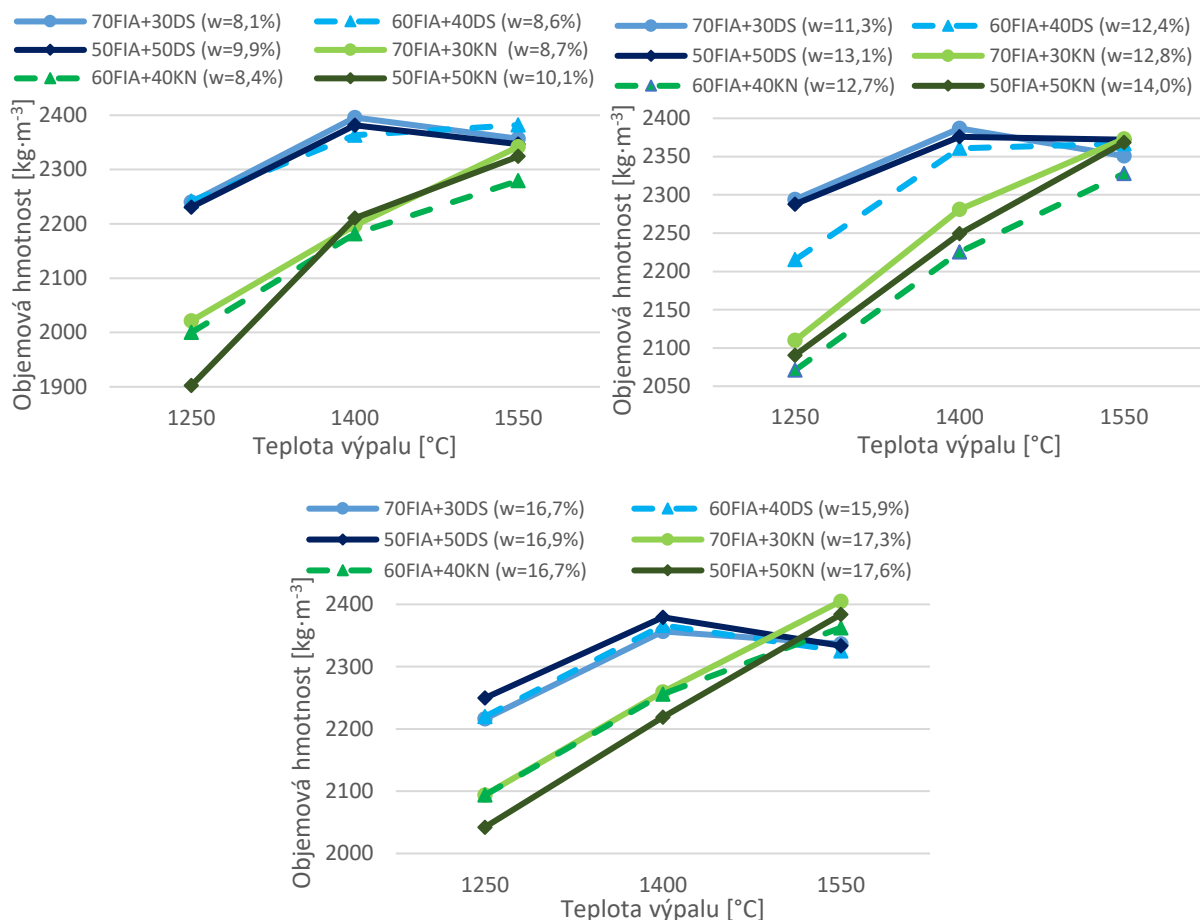 70FIA+30DS (w=8,1%) 60FIA+40DS (w=8,6%)
50FIA+50DS (w=9,9%) 70FIA+30KN (w=8,7%)
60FIA+40KN (w=8,4%) 50FIA+50KN (w=10,1%)
Objemová hmotnost [kg·m⁻³]
2400
2300
2200
2100
2000
1900
1250 1400 1550
Teplota výpalu [°C]
70FIA+30DS (w=11,3%) 60FIA+40DS (w=12,4%)
50FIA+50DS (w=13,1%) 70FIA+30KN (w=12,8%)
60FIA+40KN (w=12,7%) 50FIA+50KN (w=14,0%)
Objemová hmotnost [kg·m⁻³]
2400
2350
2300
2250
2200
2150
2100
2050
1250 1400 1550
Teplota výpalu [°C]
70FIA+30DS (w=16,7%) 60FIA+40DS (w=15,9%)
50FIA+50DS (w=16,9%) 70FIA+30KN (w=17,3%)
60FIA+40KN (w=16,7%) 50FIA+50KN (w=17,6%)
Objemová hmotnost [kg·m⁻³]
2400
2300
2200
2100
2000
1250 1400 1550
Teplota výpalu [°C]